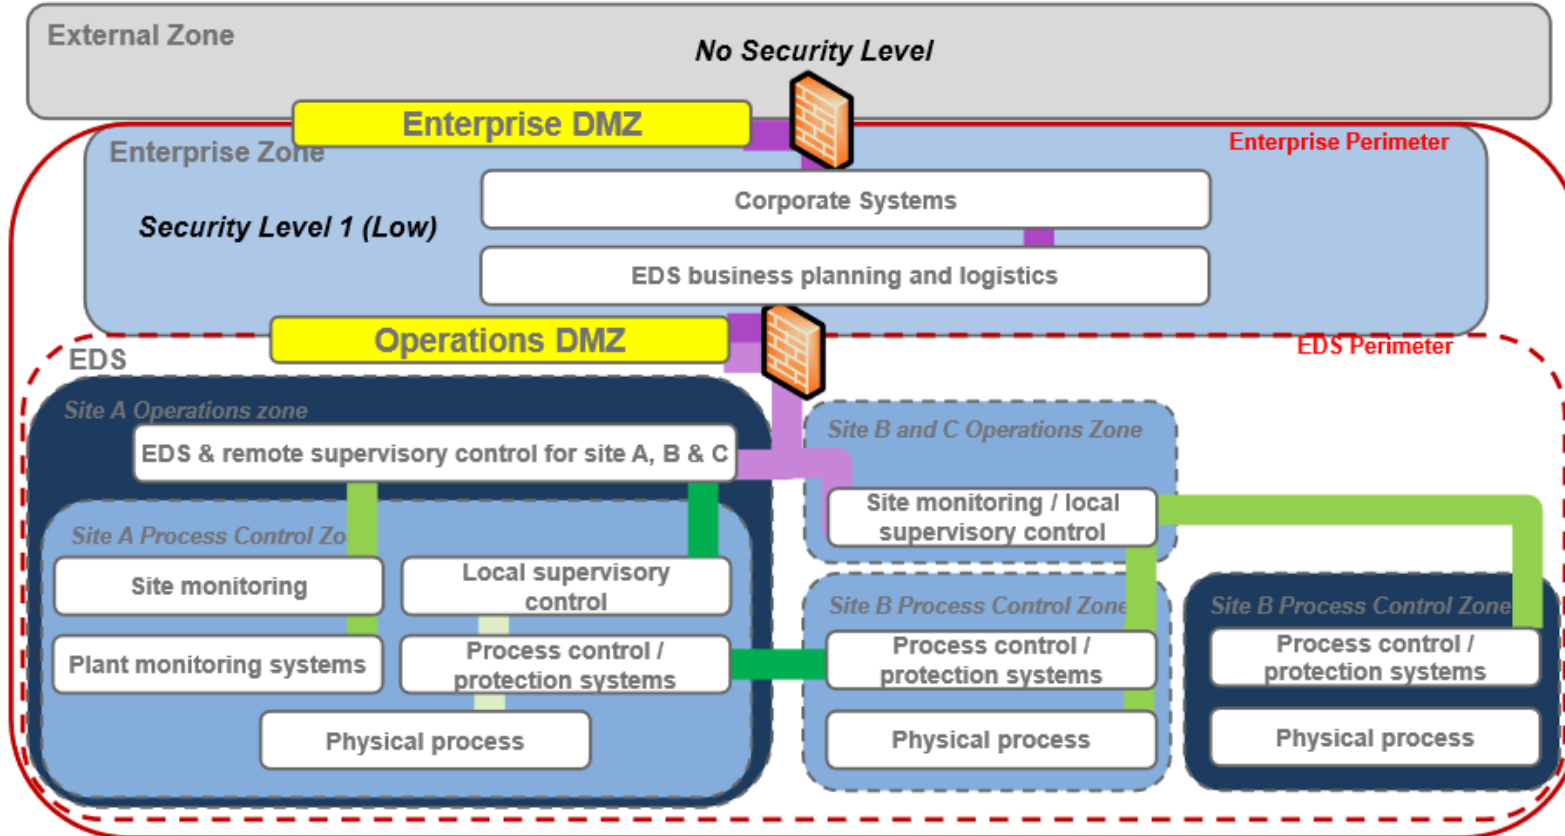 External Zone
No Security Level
Enterprise DMZ
Enterprise Perimeter
Enterprise Zone
Corporate Systems
Security Level 1 (Low)
EDS business planning and logistics
Operations DMZ
EDS Perimeter
EDS
Site A Operations zone
EDS & remote supervisory control for site A, B & C
Site B and C Operations Zone
Site monitoring / local
supervisory control
Site A Process Control Zo
Site monitoring
Local supervisory
control
Plant monitoring systems
Process control /
protection systems
Physical process
Site B Process Control Zone
Process control /
protection systems
Physical process
Site B Process Control Zone
Process control /
protection systems
Physical process